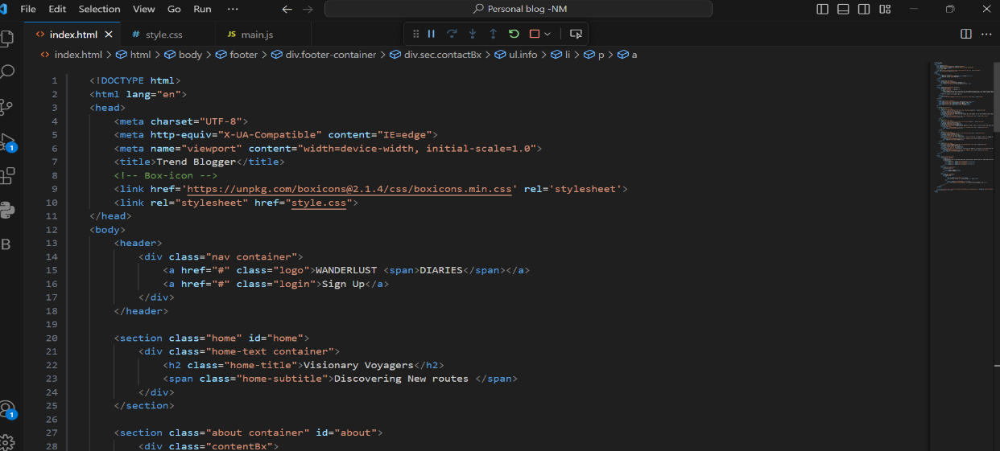 File Edit Selection View Go Run ··· Personal blog -NM
index.html style.css JS main.js
index.html > html > body > footer > div.footer-container > div.sec.contactBx > ul.info > li > p > a
1 <!DOCTYPE html>
2 <html lang="en">
3 <head>
4 <meta charset="UTF-8">
5 <meta http-equiv="X-UA-Compatible" content="IE=edge">
6 <meta name="viewport" content="width=device-width, initial-scale=1.0">
7 <title>Trend Blogger</title>
8 <!-- Box-icon -->
9 <link href='https://unpkg.com/boxicons@2.1.4/css/boxicons.min.css' rel='stylesheet'>
10 <link rel="stylesheet" href="style.css">
11 </head>
12 <body>
13 <header>
14 <div class="nav container">
15 <a href="#" class="logo">WANDERLUST <span>DIARIES</span></a>
16 <a href="#" class="login">Sign Up</a>
17 </div>
18 </header>
19
20 <section class="home" id="home">
21 <div class="home-text container">
22 <h2 class="home-title">Visionary Voyagers</h2>
23 <span class="home-subtitle">Discovering New routes </span>
24 </div>
25 </section>
26
27 <section class="about container" id="about">
28 <div class="contentBx">
1
B
1